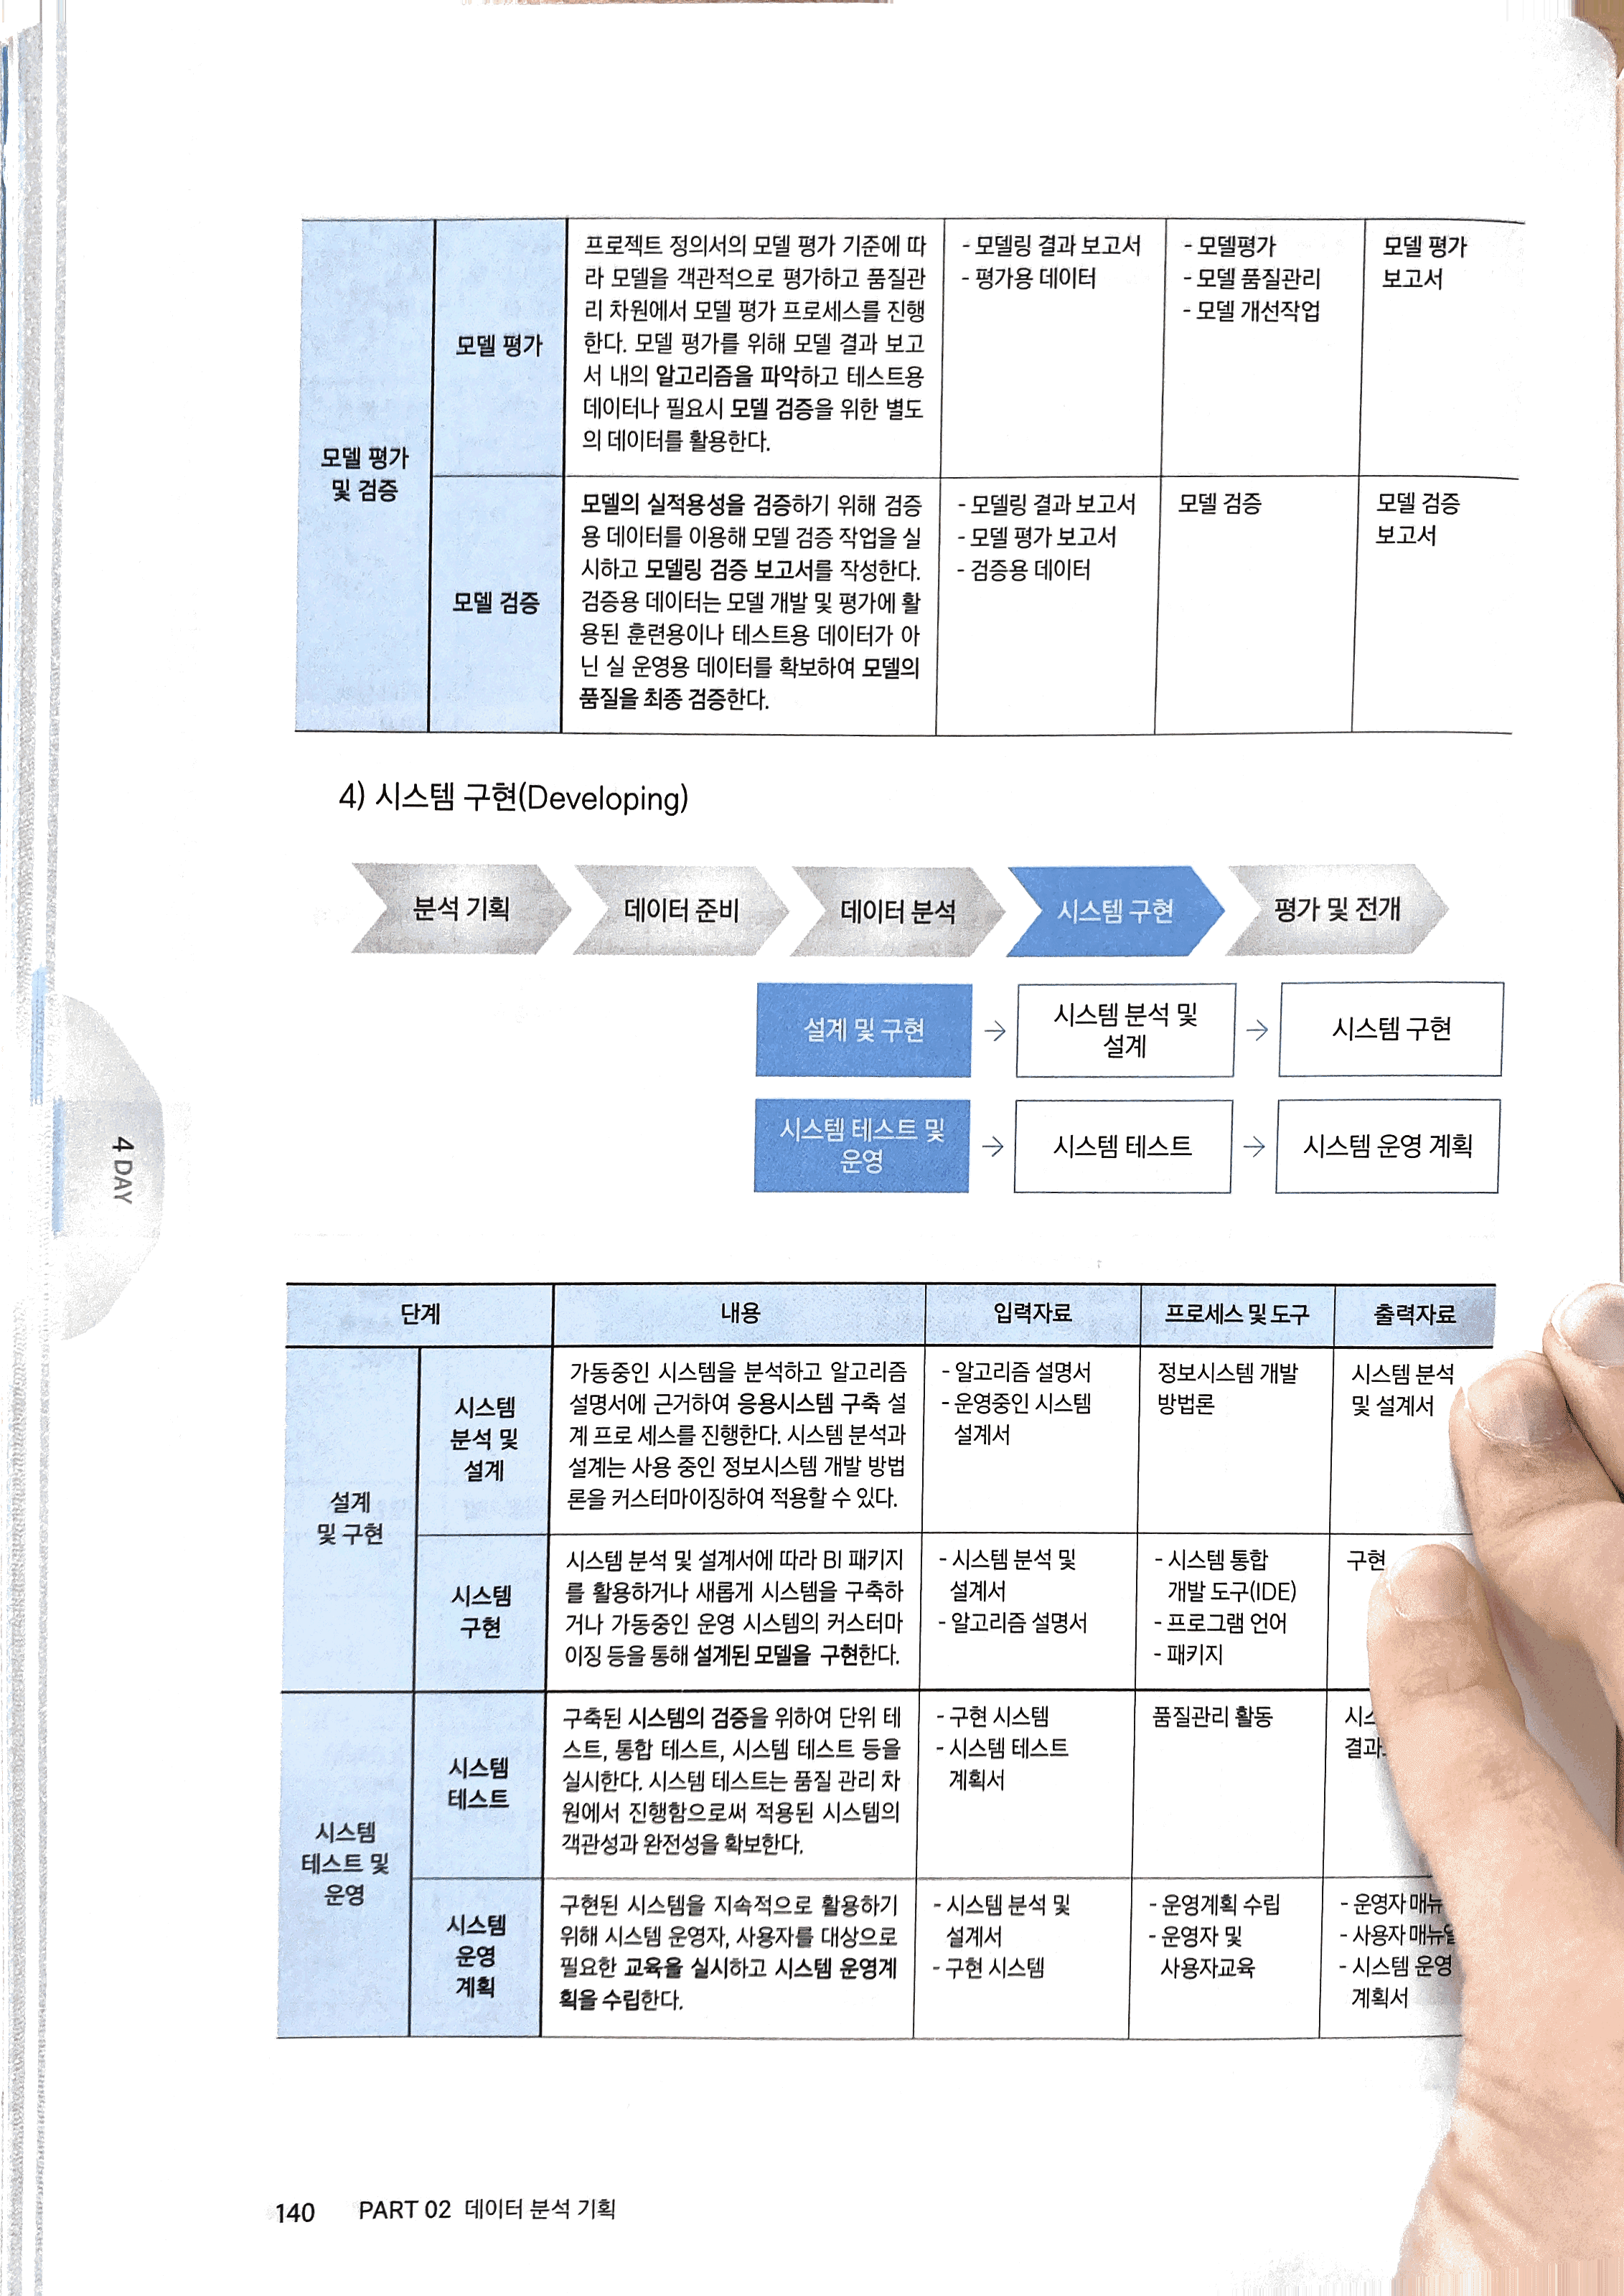 모델 평가
및 검증
모델 평가
프로젝트 정의서의 모델 평가 기준에 따
라 모델을 객관적으로 평가하고 품질관
리 차원에서 모델 평가 프로세스를 진행
한다. 모델 평가를 위해 모델 결과 보고
서 내의 알고리즘을 파악하고 테스트용
데이터나 필요시 모델 검증을 위한 별도
의 데이터를 활용한다.
- 모델링 결과 보고서
- 평가용 데이터
- 모델평가
- 모델 품질관리
- 모델 개선작업
모델 평가
보고서
모델 검증
모델의 실적용성을 검증하기 위해 검증
용 데이터를 이용해 모델 검증 작업을 실
시하고 모델링 검증 보고서를 작성한다.
검증용 데이터는 모델 개발 및 평가에 활
용된 훈련용이나 테스트용 데이터가 아
닌 실 운영용 데이터를 확보하여 모델의
품질을 최종 검증한다.
- 모델링 결과 보고서
- 모델 평가 보고서
- 검증용 데이터
모델 검증
모델 검증
보고서
4) 시스템 구현(Developing)
분석 기획
데이터 준비
데이터 분석
시스템 구현
평가 및 전개
설계 및 구현
→
시스템 분석 및
설계
→
시스템 구현
시스템 테스트 및
운영
→
시스템 테스트
→
시스템 운영 계획
4 DAY
단계
내용
입력자료
프로세스 및 도구
출력자료
설계
및 구현
시스템
분석 및
설계
가동중인 시스템을 분석하고 알고리즘
설명서에 근거하여 응용시스템 구축 설
계 프로 세스를 진행한다. 시스템 분석과
설계는 사용 중인 정보시스템 개발 방법
론을 커스터마이징하여 적용할 수 있다.
- 알고리즘 설명서
- 운영중인 시스템
설계서
정보시스템 개발
방법론
시스템 분석
및 설계서
시스템
구현
시스템 분석 및 설계서에 따라 BI 패키지
를 활용하거나 새롭게 시스템을 구축하
거나 가동중인 운영 시스템의 커스터마
이징 등을 통해 설계된 모델을 구현한다.
- 시스템 분석 및
설계서
- 알고리즘 설명서
- 시스템 통합
개발 도구(IDE)
- 프로그램 언어
- 패키지
구현
시스템
테스트 및
운영
시스템
테스트
구축된 시스템의 검증을 위하여 단위 테
스트, 통합 테스트, 시스템 테스트 등을
실시한다. 시스템 테스트는 품질 관리 차
원에서 진행함으로써 적용된 시스템의
객관성과 완전성을 확보한다.
- 구현 시스템
- 시스템 테스트
계획서
품질관리 활동
결과
시스템
운영
계획
구현된 시스템을 지속적으로 활용하기
위해 시스템 운영자, 사용자를 대상으로
필요한 교육을 실시하고 시스템 운영계
획을 수립한다.
- 시스템 분석 및
설계서
- 구현 시스템
- 운영계획 수립
- 운영자 및
사용자교육
- 운영자
- 사용자 매뉴얼
- 시스템 운영
계획서
140 PART 02 데이터 분석 기획